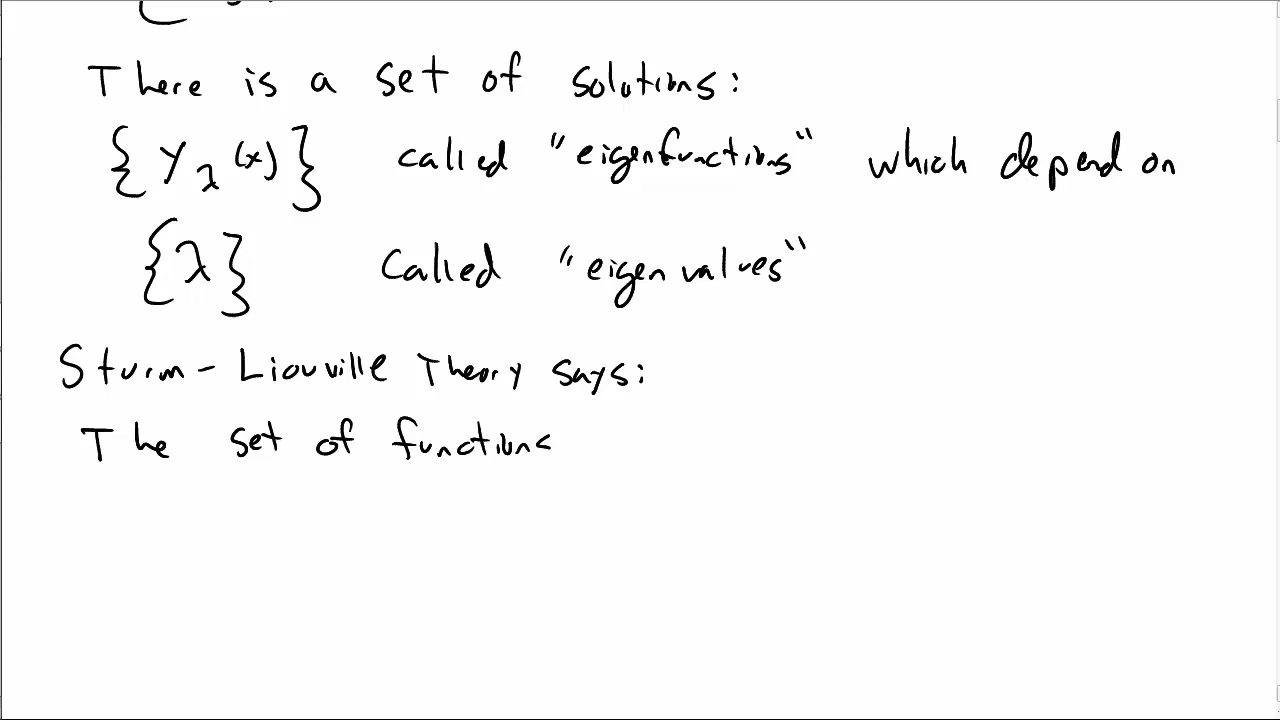 There is a set of solutions:
{y_λ(x)} called "eigenfunctions" which depend on
{λ} called "eigenvalues"
Sturm-Liouville Theory says:
The set of functions